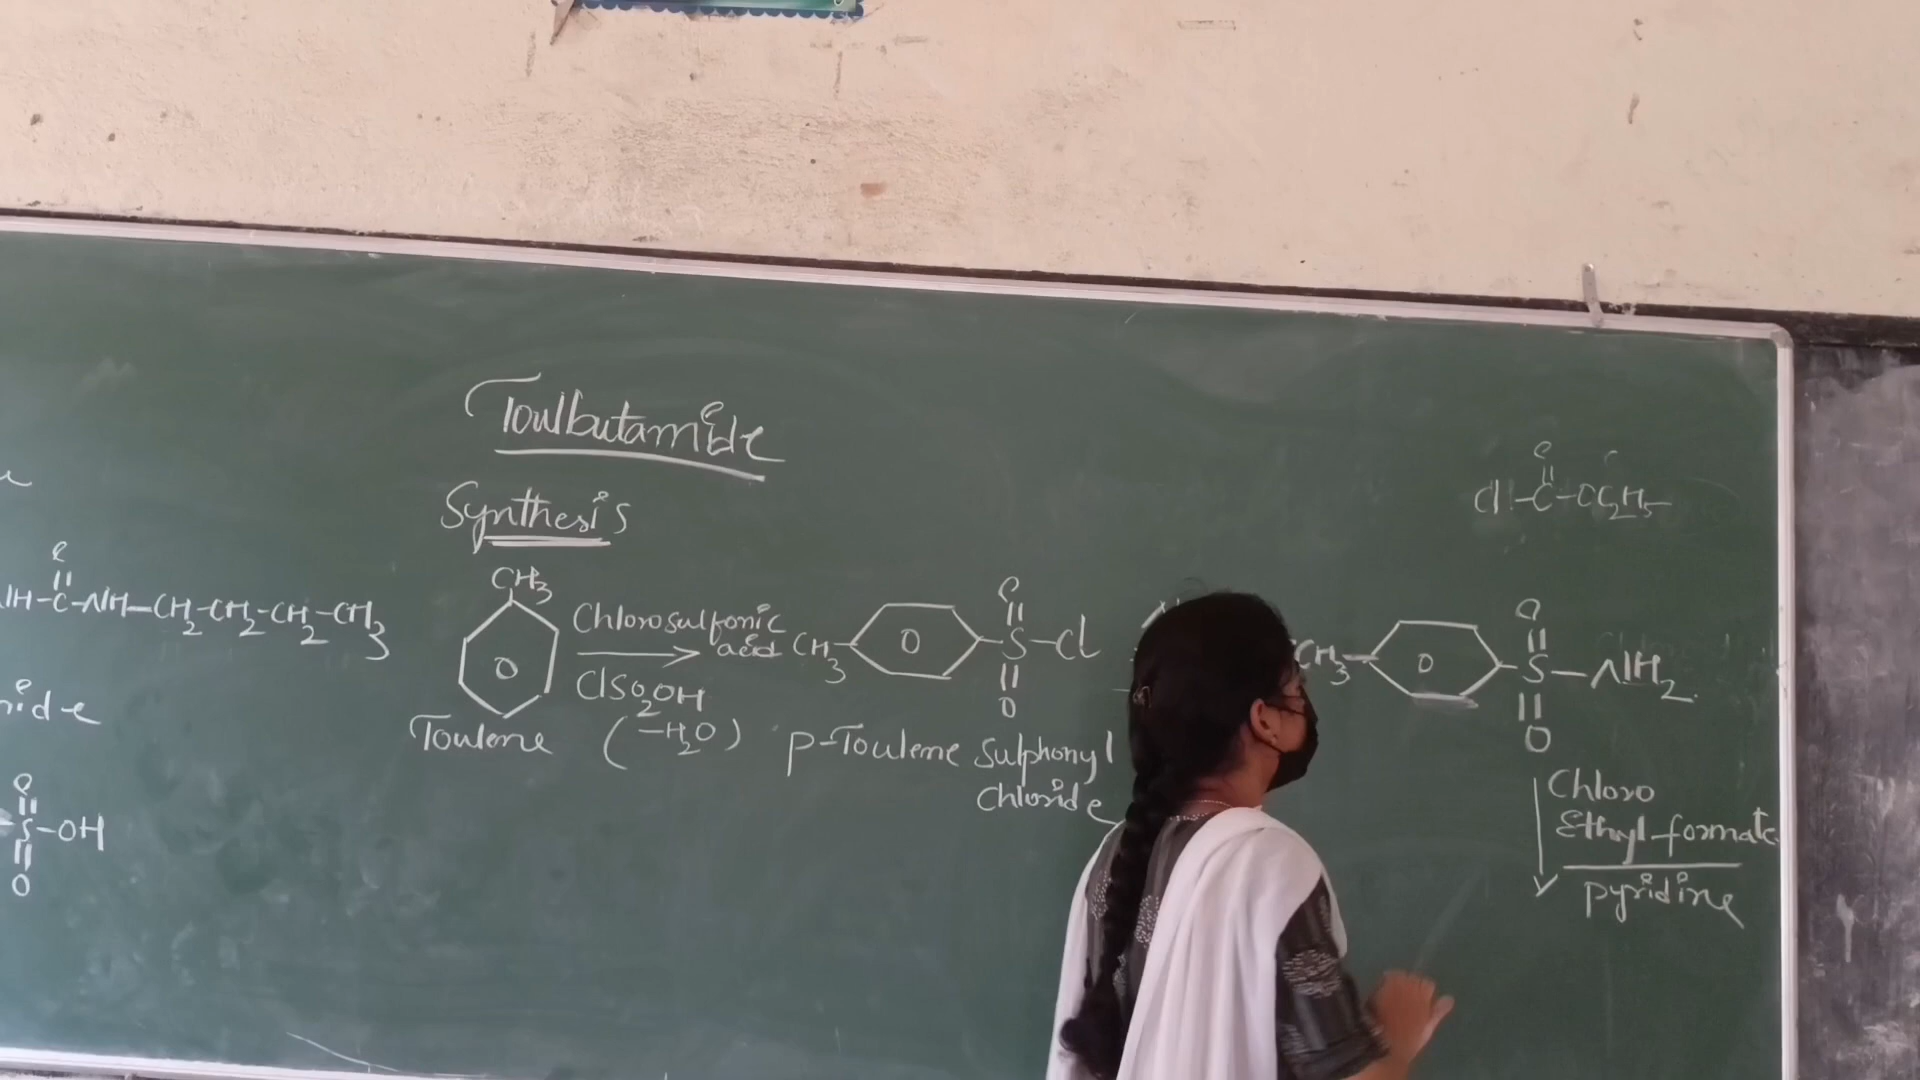 Toulbutamide
Synthesis
O
Cl-C-OC2H5
O
NH-C-NH-CH2-CH2-CH2-CH3
CH3
O
Toulene
Chlorosulfonic
acid
ClSO2OH
(-H2O)
O
CH3 O S-Cl
O
p-Toulene Sulphonyl
Chloride
O
CH3 O S-NH2
O
Chloro
Ethyl formate
pyridine
O
S-OH
O